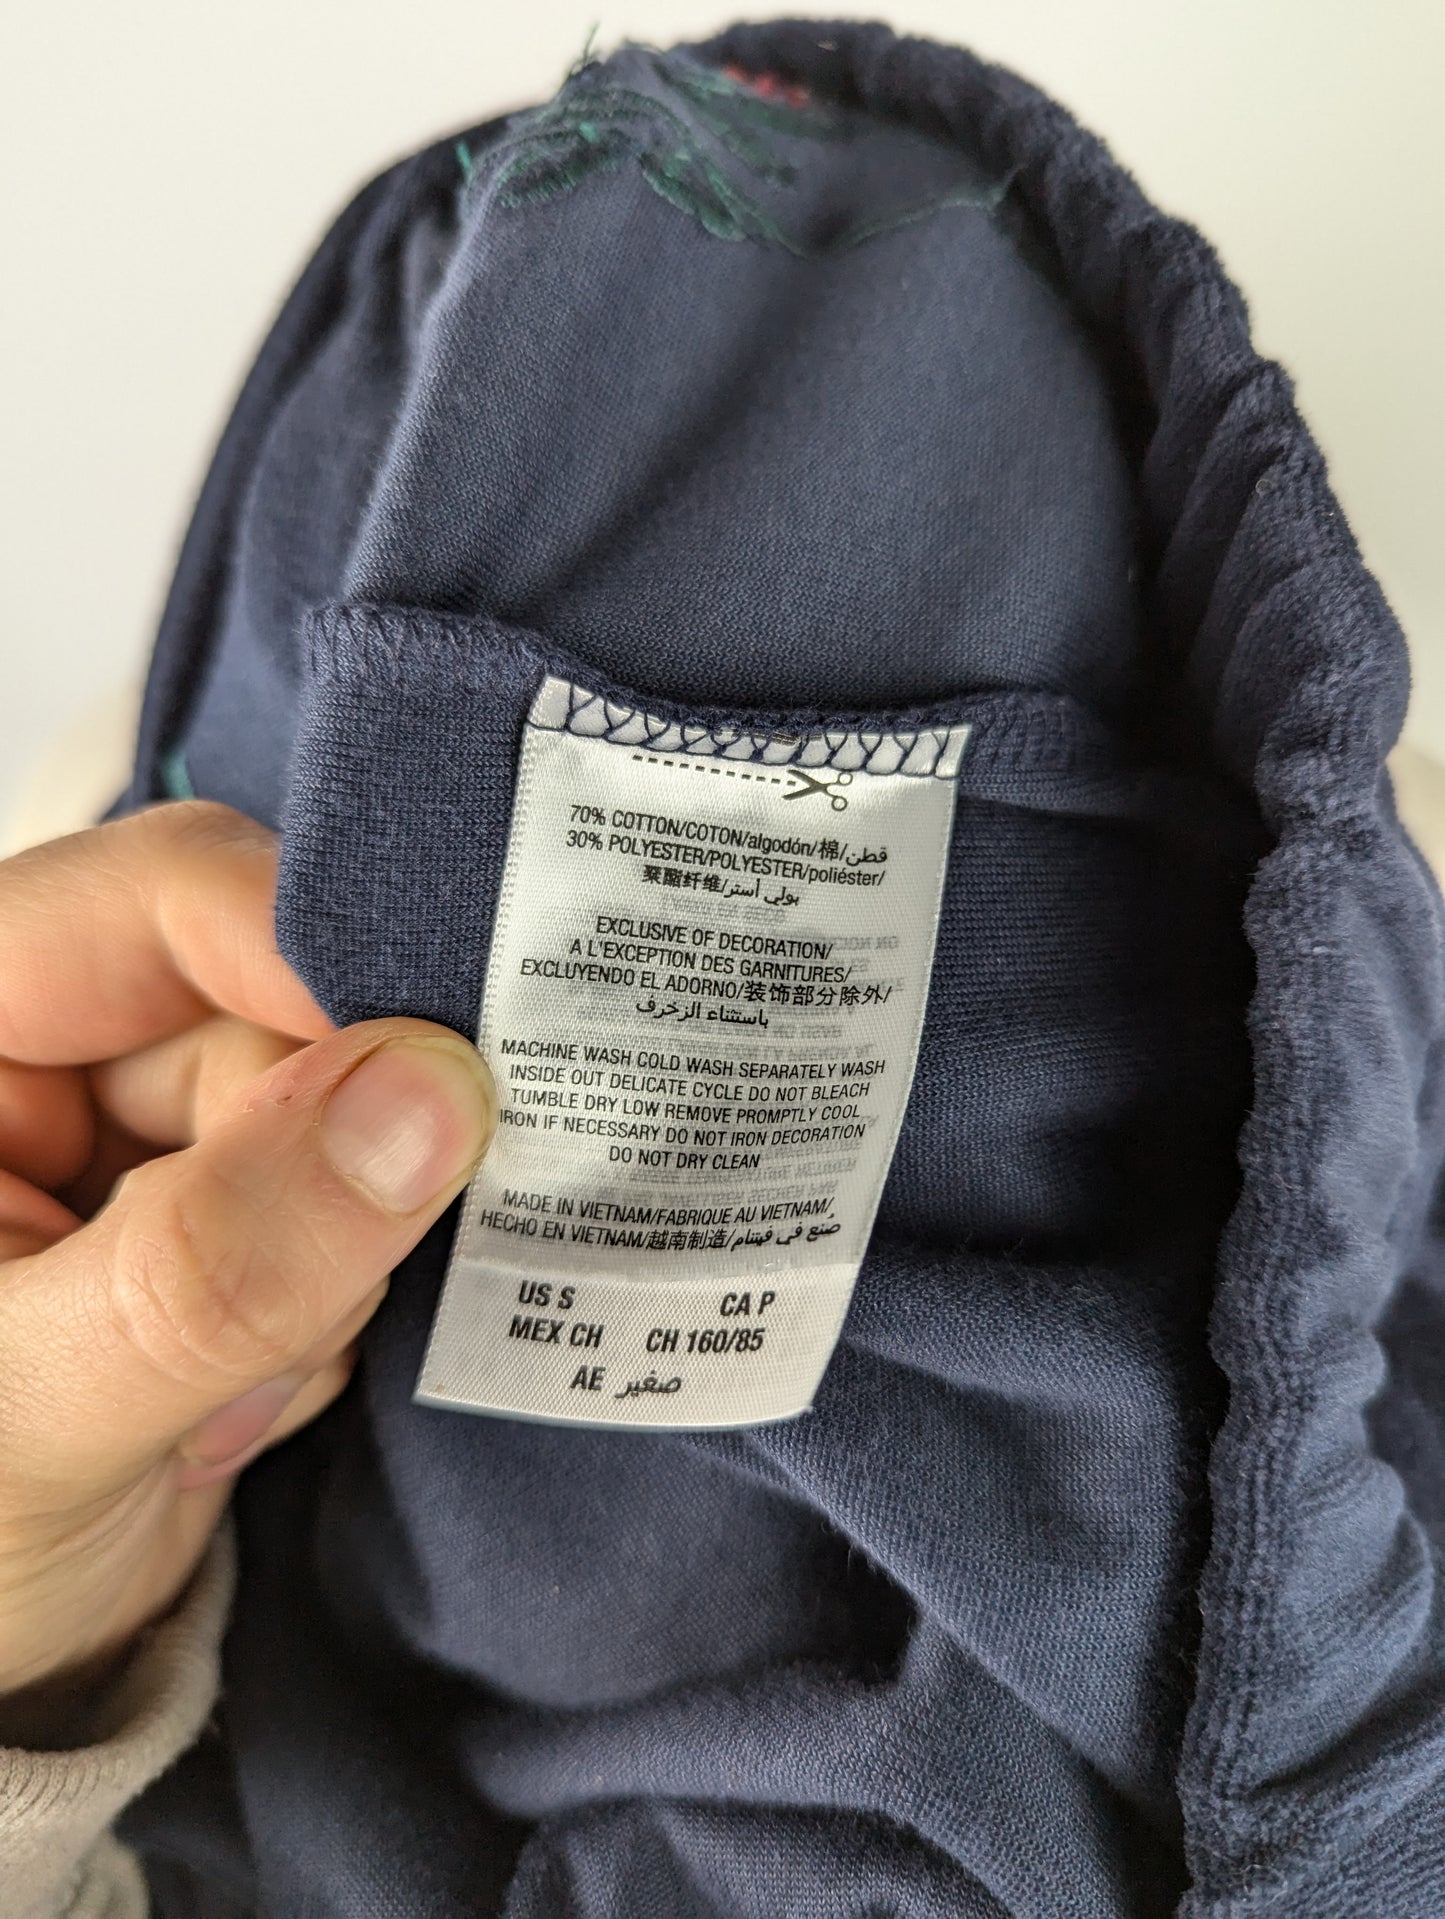 70% COTTON/COTON/algodón/棉/قطن
30% POLYESTER/POLYESTER/poliéster/
聚酯纤维/بولي أستر
EXCLUSIVE OF DECORATION/
A L'EXCEPTION DES GARNITURES/
EXCLUYENDO EL ADORNO/装饰部分除外/
باستثناء الزخرف
MACHINE WASH COLD WASH SEPARATELY WASH
INSIDE OUT DELICATE CYCLE DO NOT BLEACH
TUMBLE DRY LOW REMOVE PROMPTLY COOL
IRON IF NECESSARY DO NOT IRON DECORATION
DO NOT DRY CLEAN
MADE IN VIETNAM/FABRIQUE AU VIETNAM/
HECHO EN VIETNAM/越南制造/صنع في فيتنام
US S CA P
MEX CH CH 160/85
AE صغير